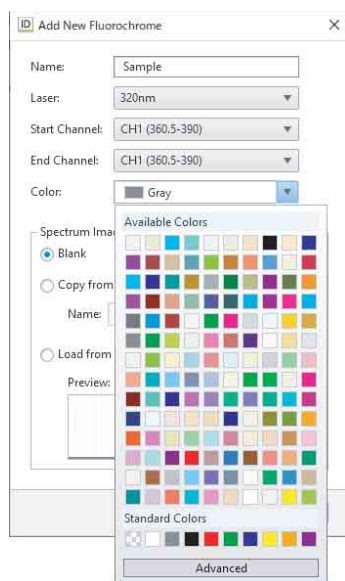 ID Add New Fluorochrome
Name: Sample
Laser: 320nm
Start Channel: CH1 (360.5-390)
End Channel: CH1 (360.5-390)
Color: Gray
Available Colors
Spectrum Ima
Blank
Copy from
Name:
Load from
Preview:
Standard Colors
Advanced